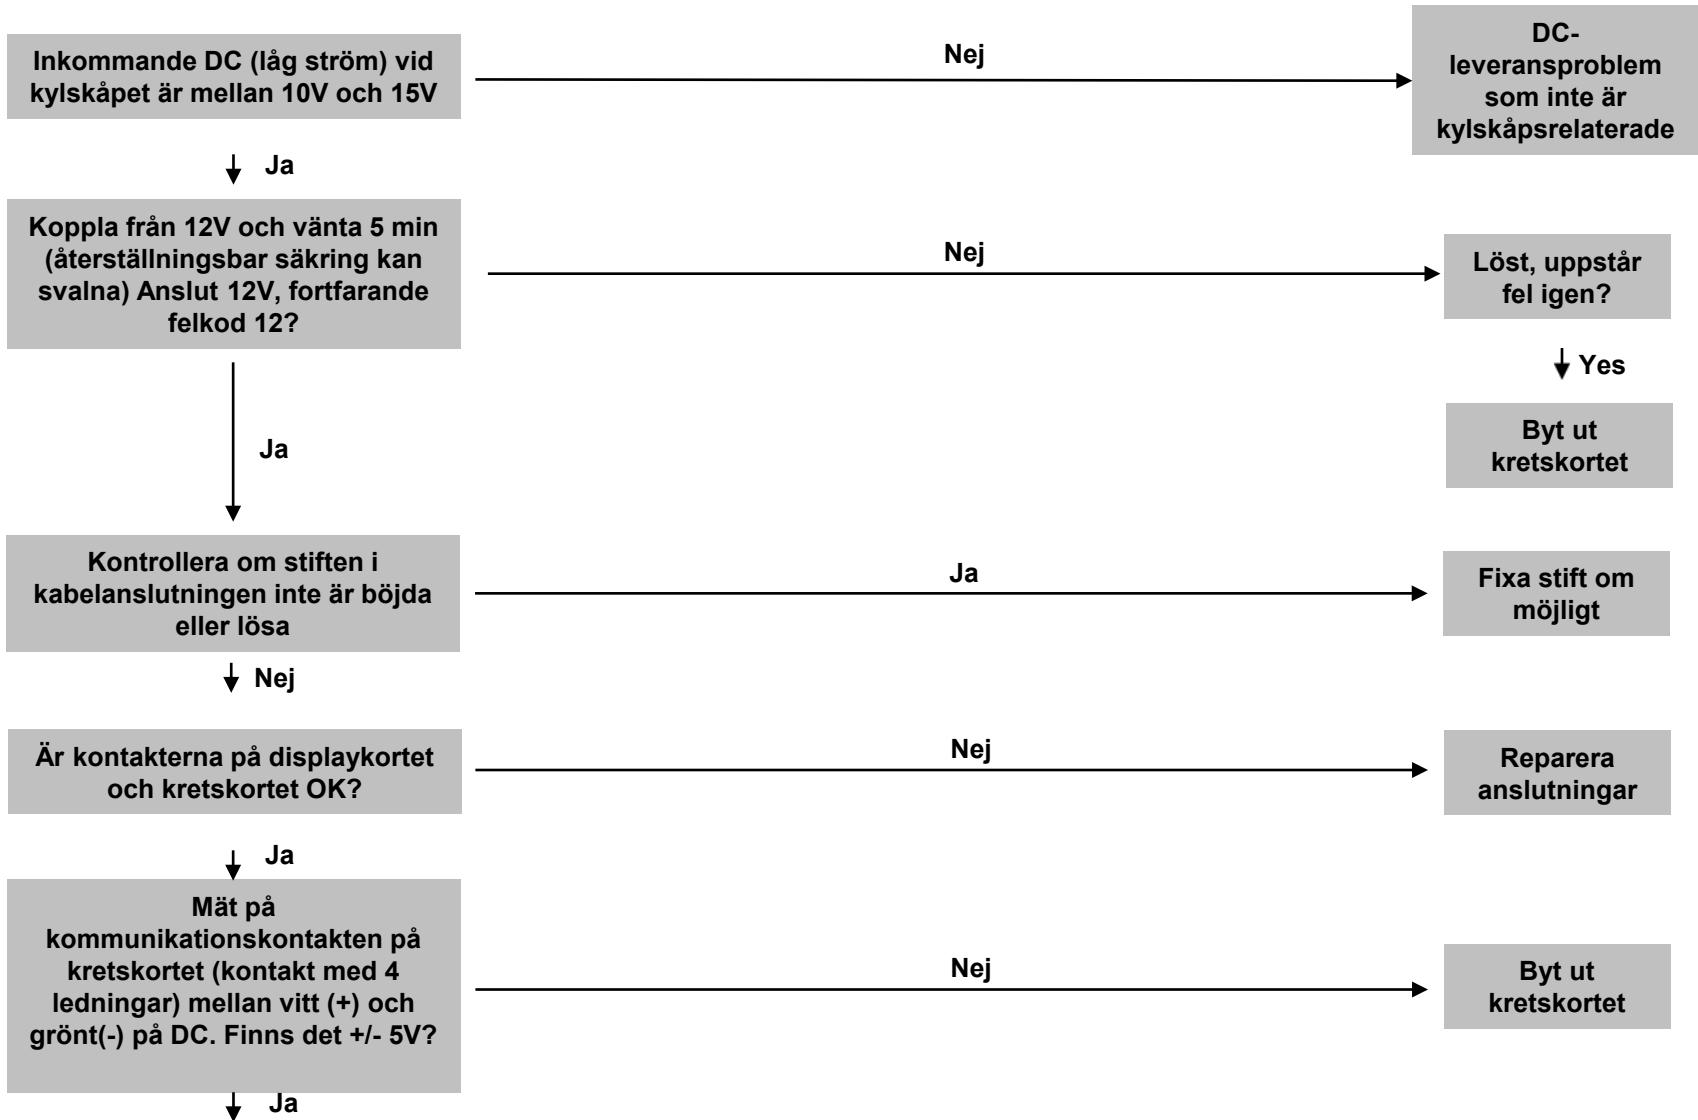 Inkommande DC (låg ström) vid
kylskåpet är mellan 10V och 15V
Nej
DC-
leveransproblem
som inte är
kylskåpsrelaterade
Ja
Koppla från 12V och vänta 5 min
(återställningsbar säkring kan
svalna) Anslut 12V, fortfarande
felkod 12?
Nej
Löst, uppstår
fel igen?
Yes
Byt ut
kretskortet
Ja
Kontrollera om stiften i
kabelanslutningen inte är böjda
eller lösa
Ja
Fixa stift om
möjligt
Nej
Är kontakterna på displaykortet
och kretskortet OK?
Nej
Reparera
anslutningar
Ja
Mät på
kommunikationskontakten på
kretskortet (kontakt med 4
ledningar) mellan vitt (+) och
grönt(-) på DC. Finns det +/- 5V?
Nej
Byt ut
kretskortet
Ja